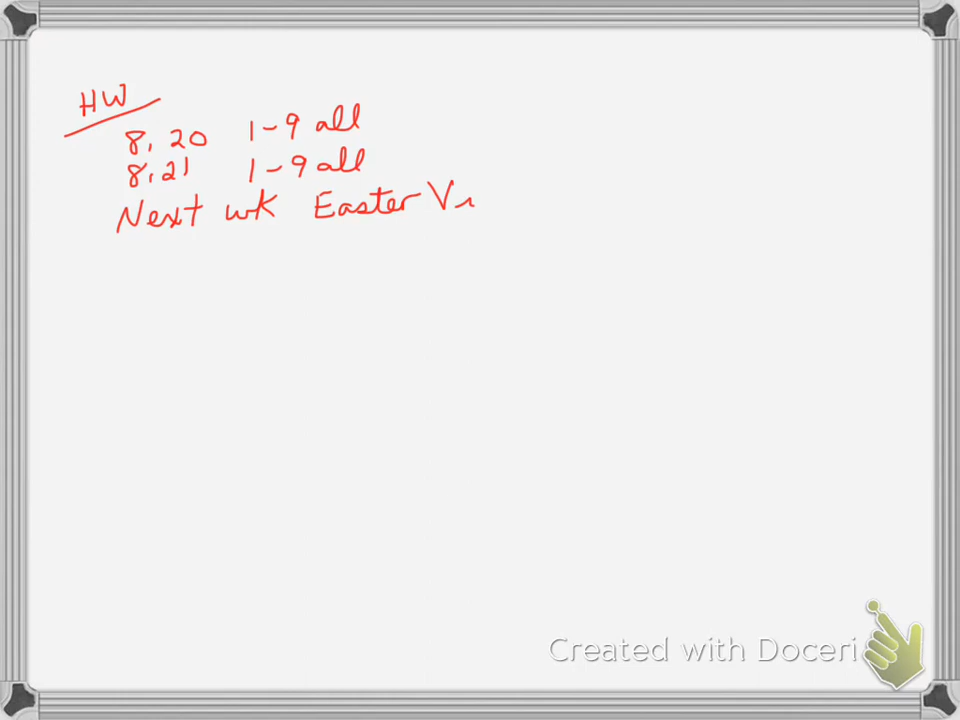 HW
8, 20 1-9 all
8, 21 1-9 all
Next wk Easter
Created with Doceri